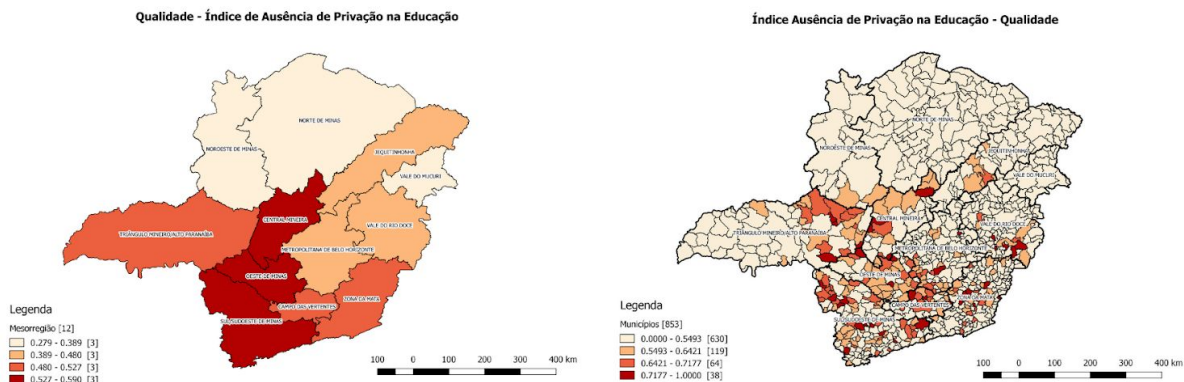 Qualidade - Índice de Ausência de Privação na Educação
NORTE DE MINAS
NOROESTE DE MINAS
JEQUITINHONHA
VALE DO MUCURI
CENTRAL MINEIRA
TRIÂNGULO MINEIRO/ALTO PARANAÍBA
VALE DO RIO DOCE
METROPOLITANA DE BELO HORIZONTE
OESTE DE MINAS
CAMPO DAS VERTENTES
ZONA DA MATA
SUL/SUDOESTE DE MINAS
Legenda
Mesorregião [12]
0.279 - 0.389 [3]
0.389 - 0.480 [3]
0.480 - 0.527 [3]
0.527 - 0.590 [3]
100 0 100 200 300 400 km
Índice Ausência de Privação na Educação - Qualidade
NORTE DE MINAS
NOROESTE DE MINAS
JEQUITINHONHA
VALE DO MUCURI
CENTRAL MINEIRA
VALE DO RIO DOCE
TRIÂNGULO MINEIRO/ALTO PARANAÍBA
METROPOLITANA DE BELO HORIZONTE
OESTE DE MINAS
CAMPO DAS VERTENTES
ZONA DA MATA
SUL/SUDOESTE DE MINAS
Legenda
Municípios [853]
0.0000 - 0.5493 [630]
0.5493 - 0.6421 [119]
0.6421 - 0.7177 [64]
0.7177 - 1.0000 [38]
100 0 100 200 300 400 km